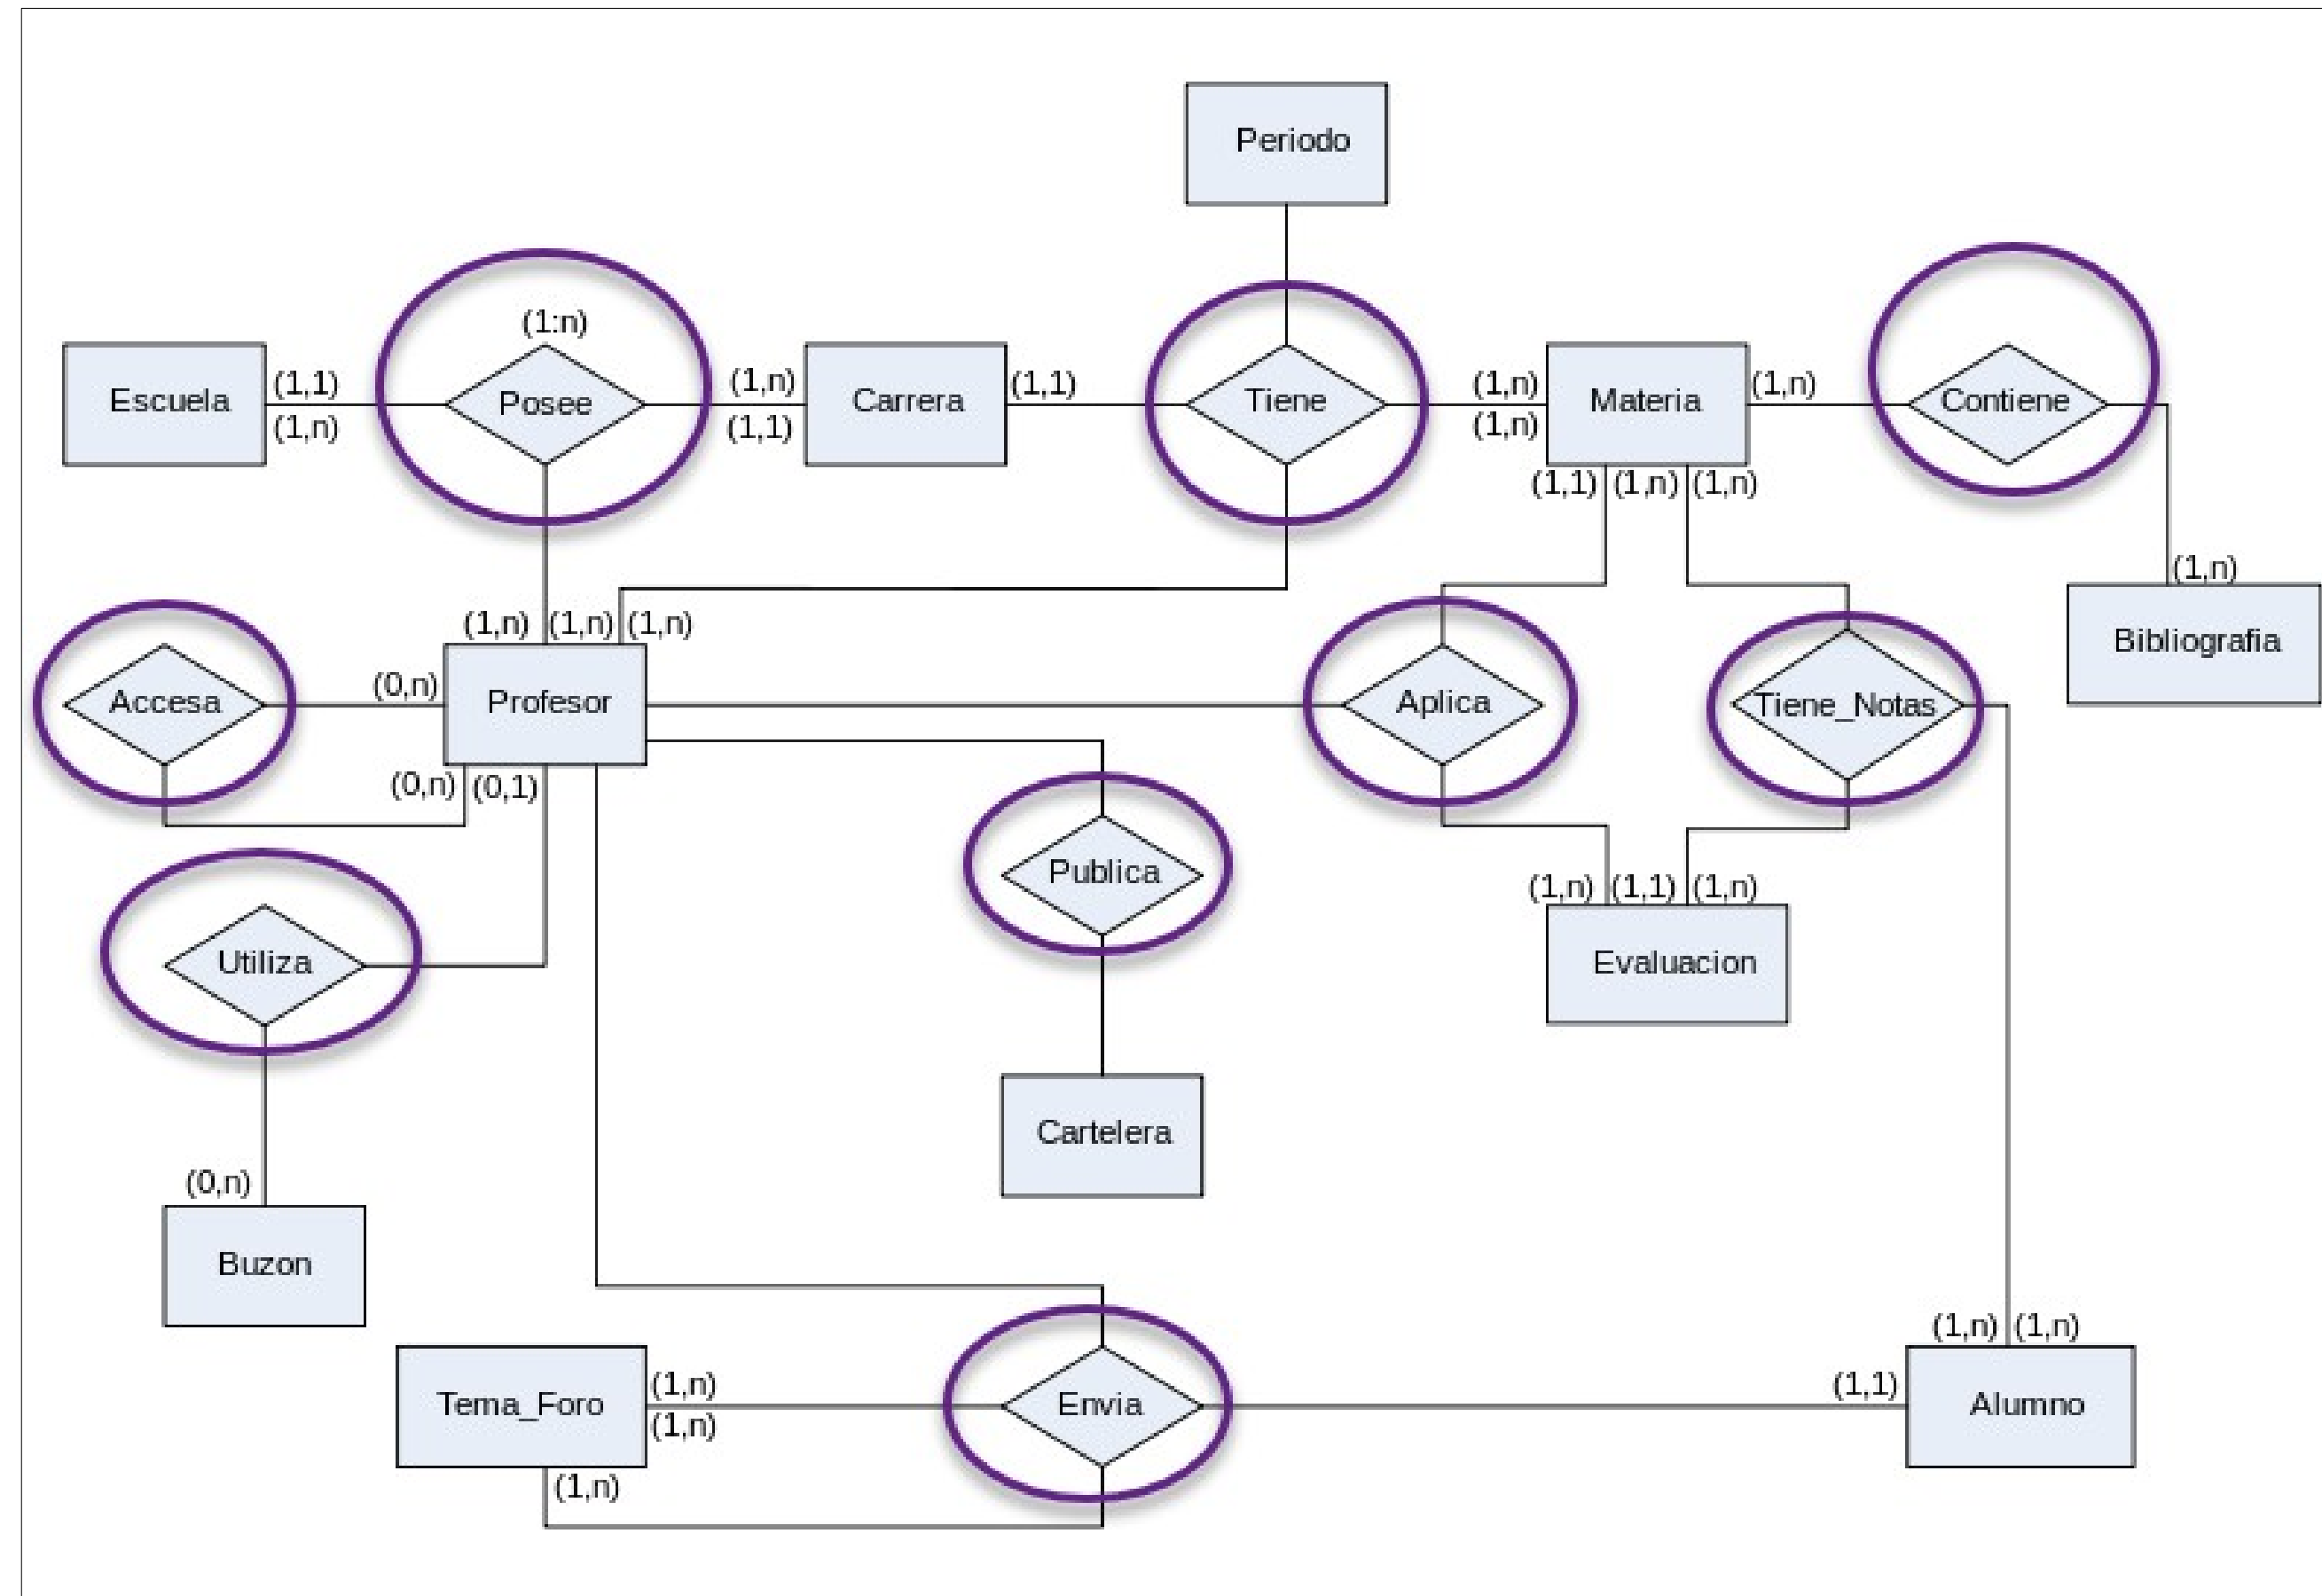 Periodo
(1:n)
Escuela
(1,1)
(1,n)
Posee
(1,n)
(1,1)
Carrera
(1,1)
Tiene
(1,n)
(1,n)
Materia
(1,n)
Contiene
(1,1) (1,n) (1,n)
(1,n)
Bibliografia
(1,n) (1,n) (1,n)
Accesa
(0,n)
Profesor
Aplica
Tiene_Notas
(0,n) (0,1)
Publica
(1,n) (1,1) (1,n)
Utiliza
Evaluacion
Cartelera
(0,n)
Buzon
(1,n) (1,n)
Tema_Foro
(1,n)
(1,n)
Envia
(1,1)
Alumno
(1,n)